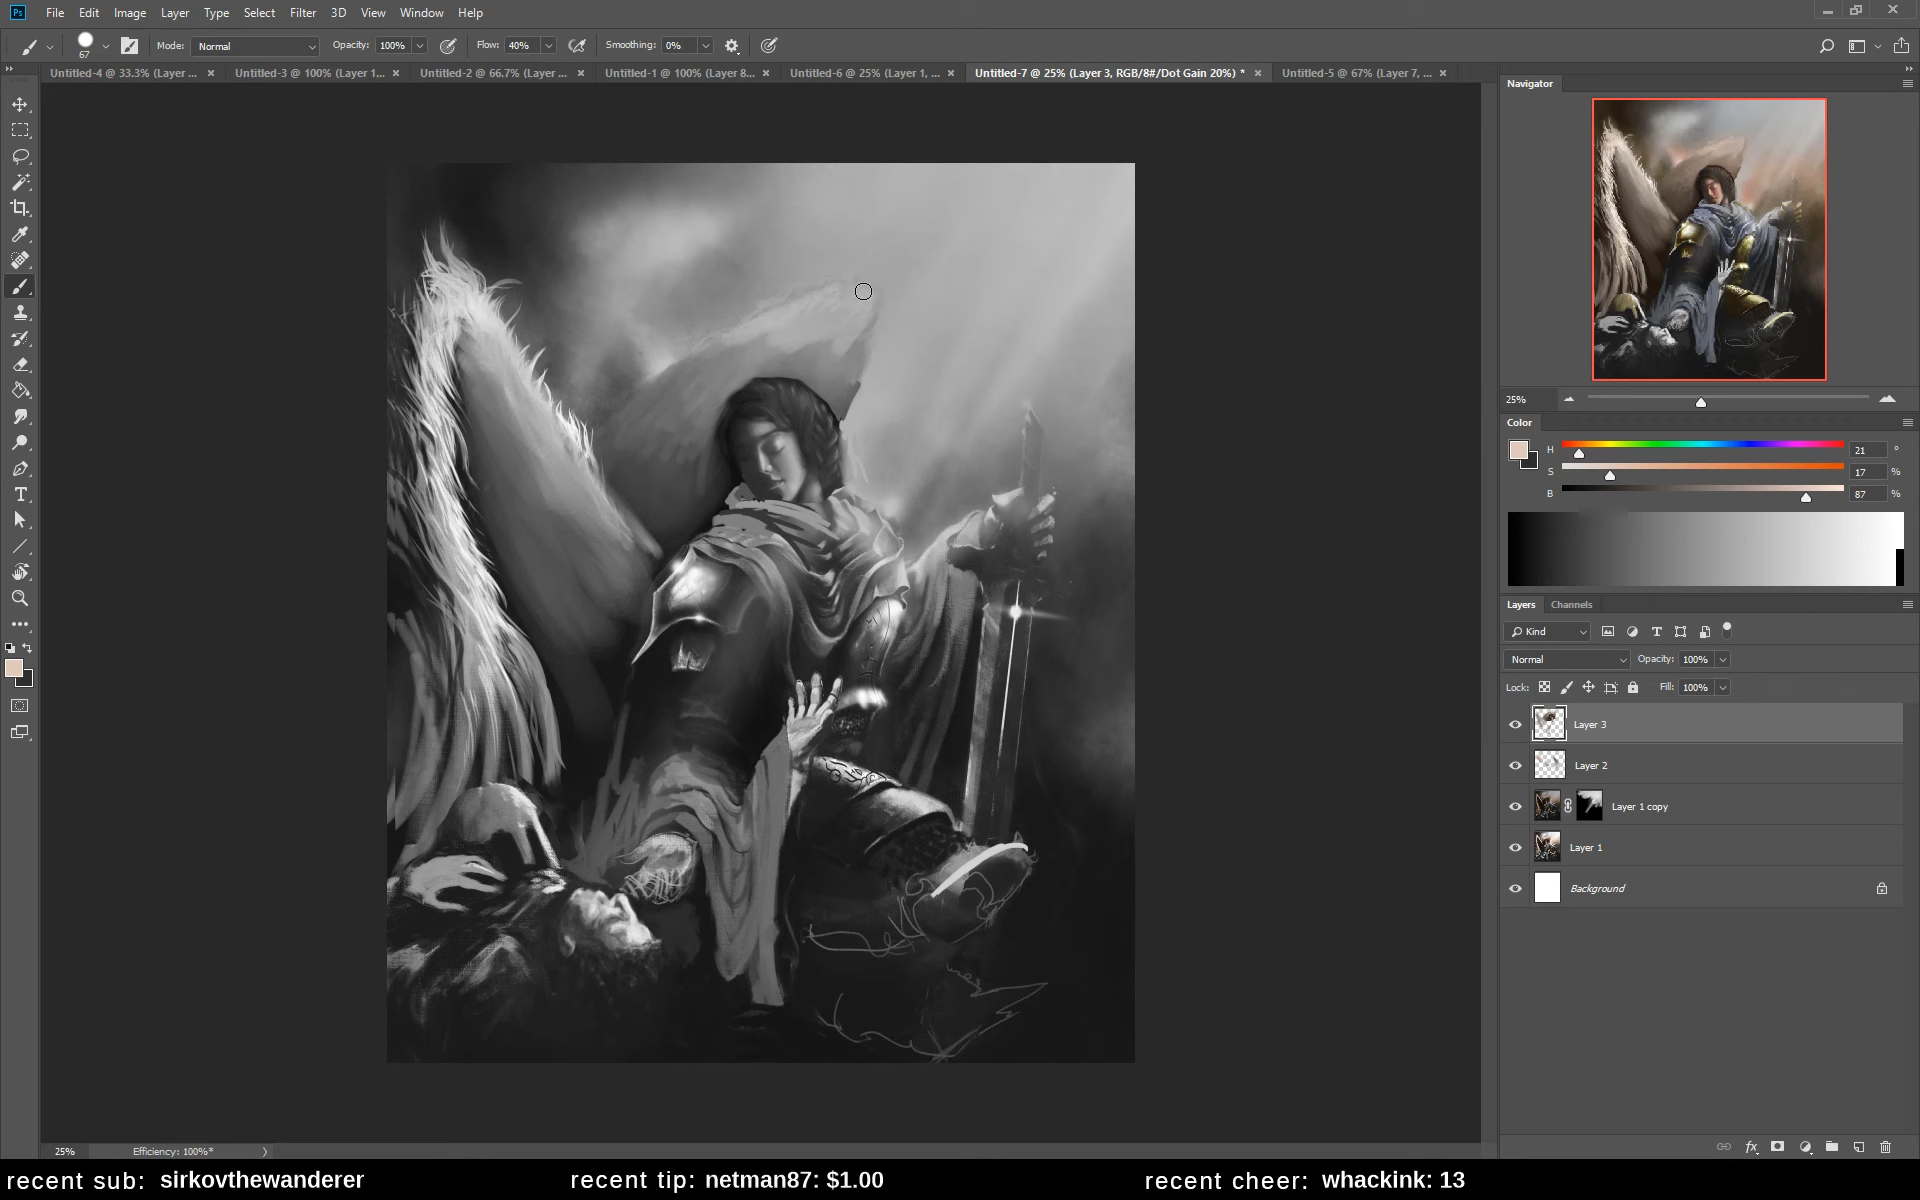 Ps File Edit Image Layer Type Select Filter 3D View Window Help
67 Mode: Normal Opacity: 100% Flow: 40% Smoothing: 0%
Untitled-4 @ 33.3% (Layer ... × Untitled-3 @ 100% (Layer 1... × Untitled-2 @ 66.7% (Layer ... × Untitled-1 @ 100% (Layer 8... × Untitled-6 @ 25% (Layer 1, ... × Untitled-7 @ 25% (Layer 3, RGB/8#/Dot Gain 20%) * × Untitled-5 @ 67% (Layer 7, ... ×
Navigator
25%
Color
H 21 °
S 17 %
B 87 %
Layers Channels
Kind
Normal Opacity: 100%
Lock: Fill: 100%
Layer 3
Layer 2
Layer 1 copy
Layer 1
Background
fx
25% Efficiency: 100%*
recent sub: sirkovthewanderer recent tip: netman87: $1.00 recent cheer: whackink: 13